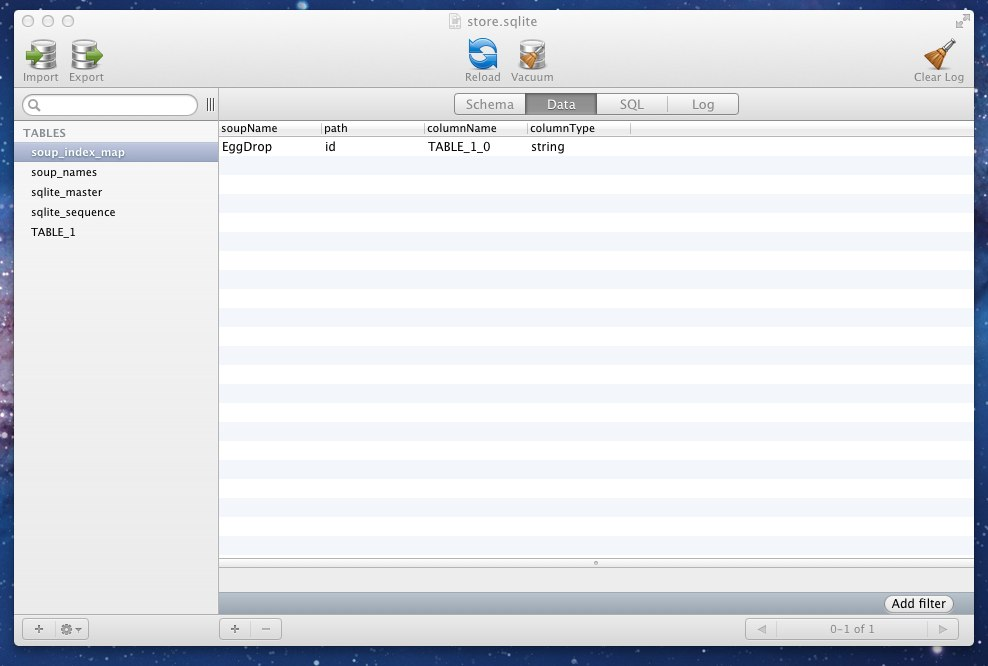 store.sqlite
Import Export Reload Vacuum Clear Log
Schema Data SQL Log
TABLES
soup_index_map
soup_names
sqlite_master
sqlite_sequence
TABLE_1
soupName path columnName columnType
EggDrop id TABLE_1_0 string
Add filter
0-1 of 1